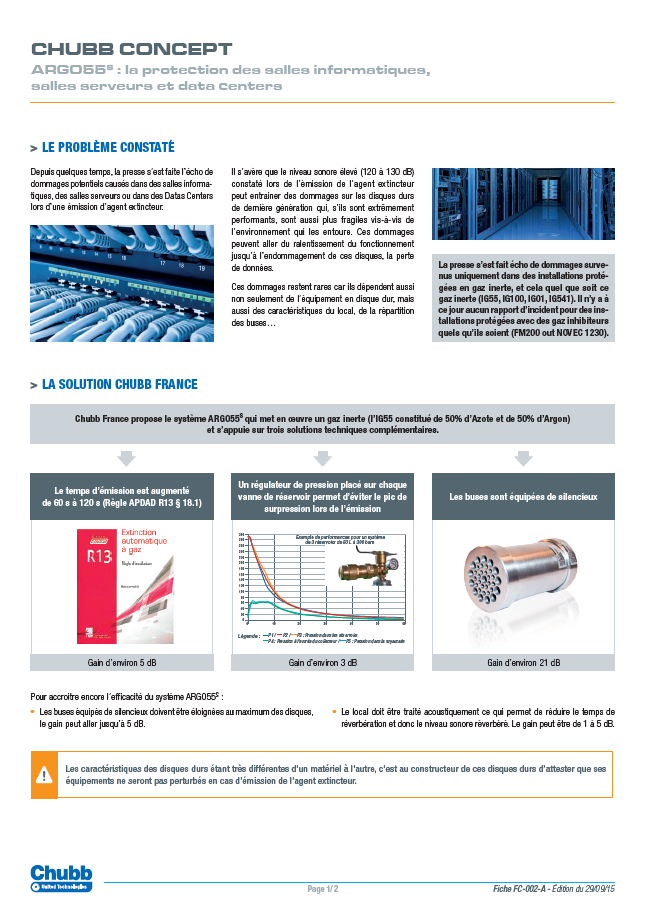 CHUBB CONCEPT
ARGO55S : la protection des salles informatiques,
salles serveurs et data centers
> LE PROBLÈME CONSTATÉ
Depuis quelques temps, la presse s'est faite l'écho de
dommages potentiels causés dans des salles informa-
tiques, des salles serveurs ou dans des Datas Centers
lors d'une émission d'agent extincteur.
Il s'avère que le niveau sonore élevé (120 à 130 dB)
constaté lors de l'émission de l'agent extincteur
peut entrainer des dommages sur les disques durs
de dernière génération qui, s'ils sont extrêmement
performants, sont aussi plus fragiles vis-à-vis de
l'environnement qui les entoure. Ces dommages
peuvent aller du ralentissement du fonctionnement
jusqu'à l'endommagement de ces disques, la perte
de données.
Ces dommages restent rares car ils dépendent aussi
non seulement de l'équipement en disque dur, mais
aussi des caractéristiques du local, de la répartition
des buses…
La presse s'est fait écho de dommages surve-
nus uniquement dans des installations proté-
gées en gaz inerte, et cela quel que soit ce
gaz inerte (IG55, IG100, IG01, IG541). Il n'y a à
ce jour aucun rapport d'incident pour des ins-
tallations protégées avec des gaz inhibiteurs
quels qu'ils soient (FM200 out NOVEC 1230).
> LA SOLUTION CHUBB FRANCE
Chubb France propose le système ARGO55S qui met en œuvre un gaz inerte (l'IG55 constitué de 50% d'Azote et de 50% d'Argon)
et s'appuie sur trois solutions techniques complémentaires.
Le temps d'émission est augmenté
de 60 s à 120 s (Règle APDAD R13 § 18.1)
Un régulateur de pression placé sur chaque
vanne de réservoir permet d'éviter le pic de
surpression lors de l'émission
Les buses sont équipées de silencieux
R13
Extinction
automatique
à gaz
Règle d'installation
Exemple de performances pour un système
de 3 réservoirs de 80 L à 300 bars
Légende :
P1 / P2 / P3 : Pression dans les réservoirs
Gain d'environ 5 dB
Gain d'environ 3 dB
Gain d'environ 21 dB
Pour accroitre encore l'efficacité du système ARGO55S :
• Les buses équipés de silencieux doivent être éloignées au maximum des disques,
le gain peut aller jusqu'à 5 dB.
• Le local doit être traité acoustiquement ce qui permet de réduire le temps de
réverbération et donc le niveau sonore réverbéré. Le gain peut être de 1 à 5 dB.
Les caractéristiques des disques durs étant très différentes d'un matériel à l'autre, c'est au constructeur de ces disques durs d'attester que ses
équipements ne seront pas perturbés en cas d'émission de l'agent extincteur.
Chubb
United Technologies
Page 1/2
Fiche FC-002-A - Édition du 29/09/15